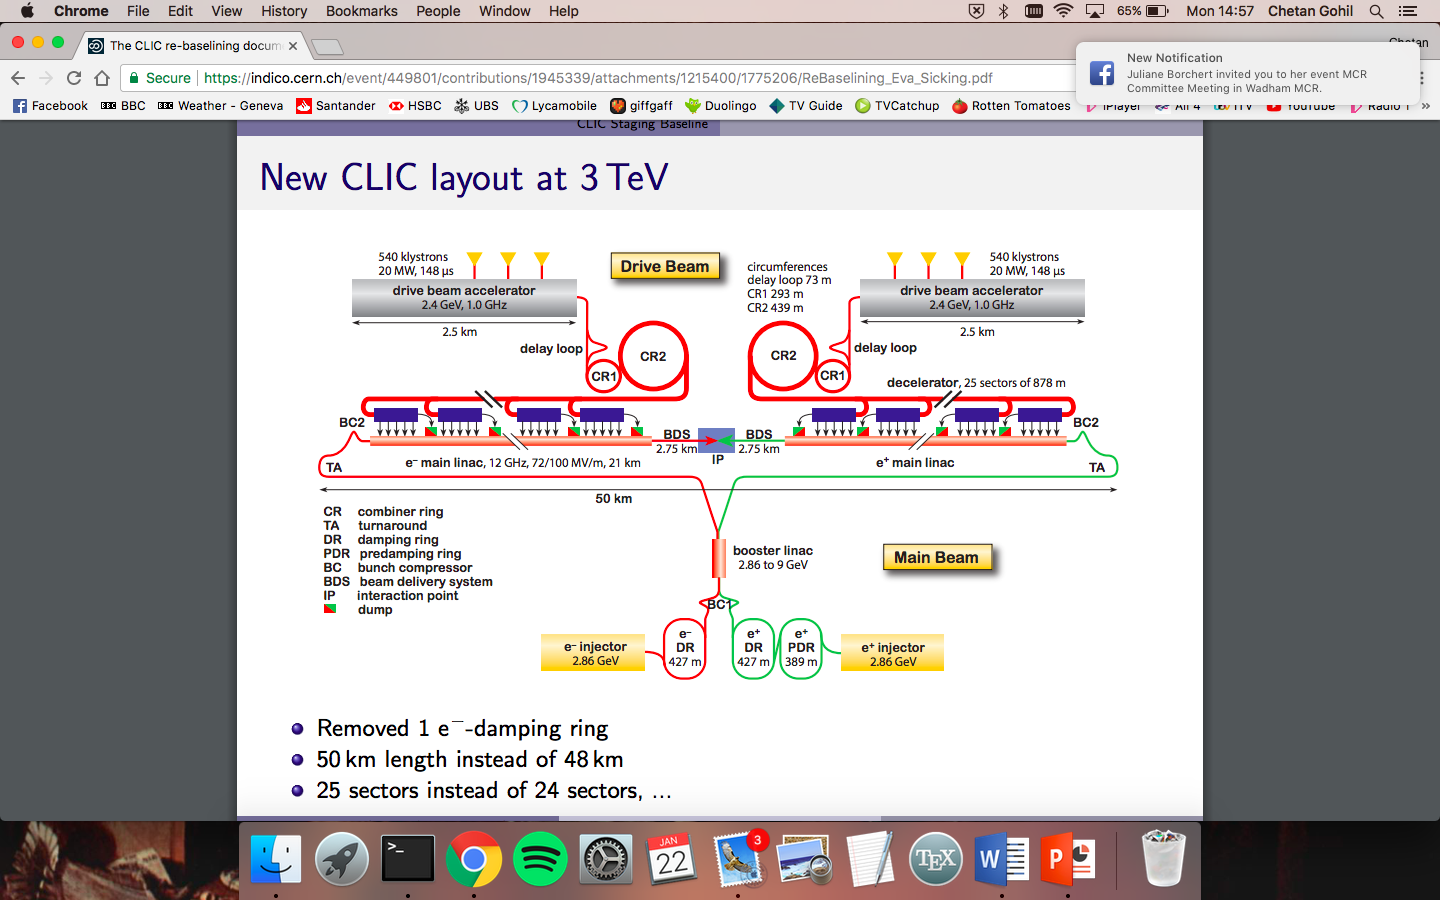 Chrome File Edit View History Bookmarks People Window Help 65% Mon 14:57 Chetan Gohil
The CLIC re-baselining docum
Secure https://indico.cern.ch/event/449801/contributions/1945339/attachments/1215400/1775206/ReBaselining_Eva_Sicking.pdf
New Notification
Juliane Borchert invited you to her event MCR
Committee Meeting in Wadham MCR.
Facebook BBC Weather - Geneva Santander HSBC UBS Lycamobile giffgaff Duolingo TV Guide TVCatchup Rotten Tomatoes iPlayer All 4 ITV YouTube Radio 1 »
CLIC Staging Baseline
New CLIC layout at 3 TeV
540 klystrons
20 MW, 148 µs
Drive Beam
circumferences
delay loop 73 m
CR1 293 m
CR2 439 m
540 klystrons
20 MW, 148 µs
drive beam accelerator
2.4 GeV, 1.0 GHz
drive beam accelerator
2.4 GeV, 1.0 GHz
2.5 km
2.5 km
delay loop
CR2
CR1
CR2
CR1
delay loop
decelerator, 25 sectors of 878 m
BC2
BDS
2.75 km
IP
BDS
2.75 km
BC2
TA
e⁻ main linac, 12 GHz, 72/100 MV/m, 21 km
e⁺ main linac
TA
50 km
CR combiner ring
TA turnaround
DR damping ring
PDR predamping ring
BC bunch compressor
BDS beam delivery system
IP interaction point
dump
booster linac
2.86 to 9 GeV
Main Beam
BC1
e⁻ injector
2.86 GeV
e⁻
DR
427 m
e⁺
DR
427 m
e⁺
PDR
389 m
e⁺ injector
2.86 GeV
Removed 1 e⁻-damping ring
50 km length instead of 48 km
25 sectors instead of 24 sectors, ...
>_
JAN
22
3
TEX
W
P